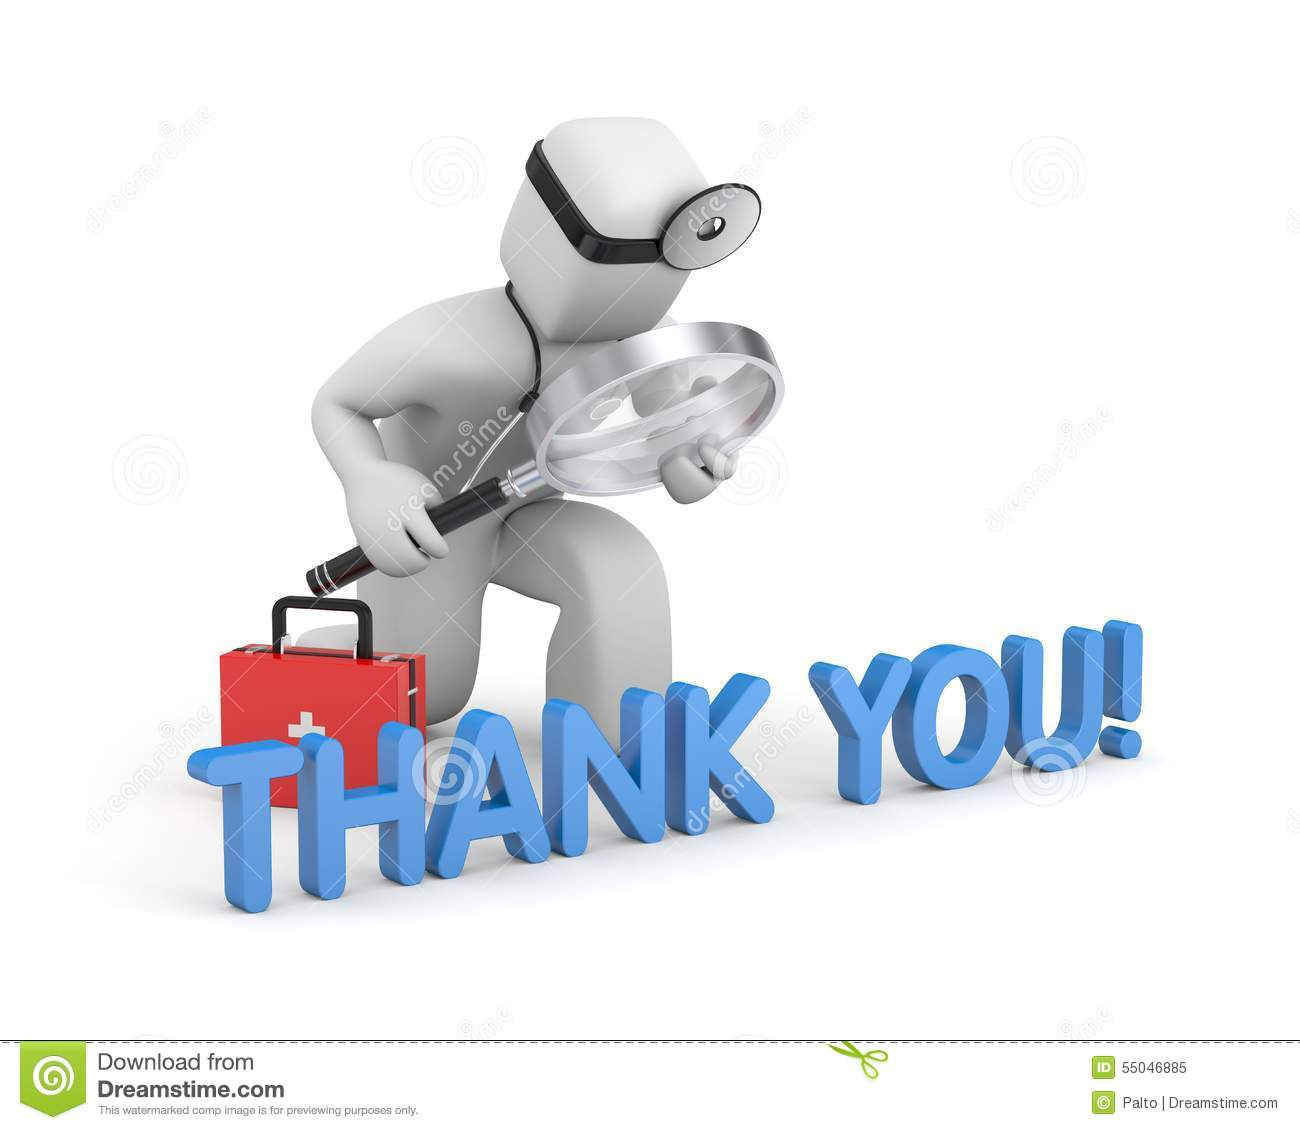 THANK YOU!
dreamstime
Download from
Dreamstime.com
This watermarked comp image is for previewing purposes only.
ID 55046885
© Palto | Dreamstime.com